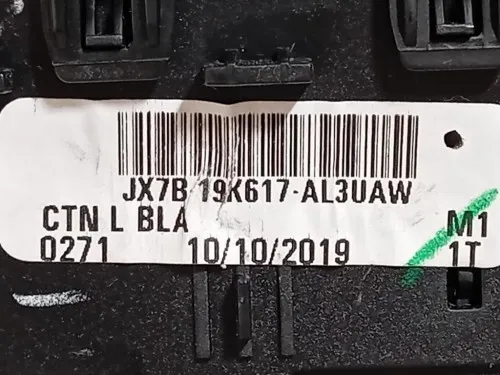 JX7B-19K617-AL3UAW
CTN L BLA
M1
0271 10/10/2019 1T